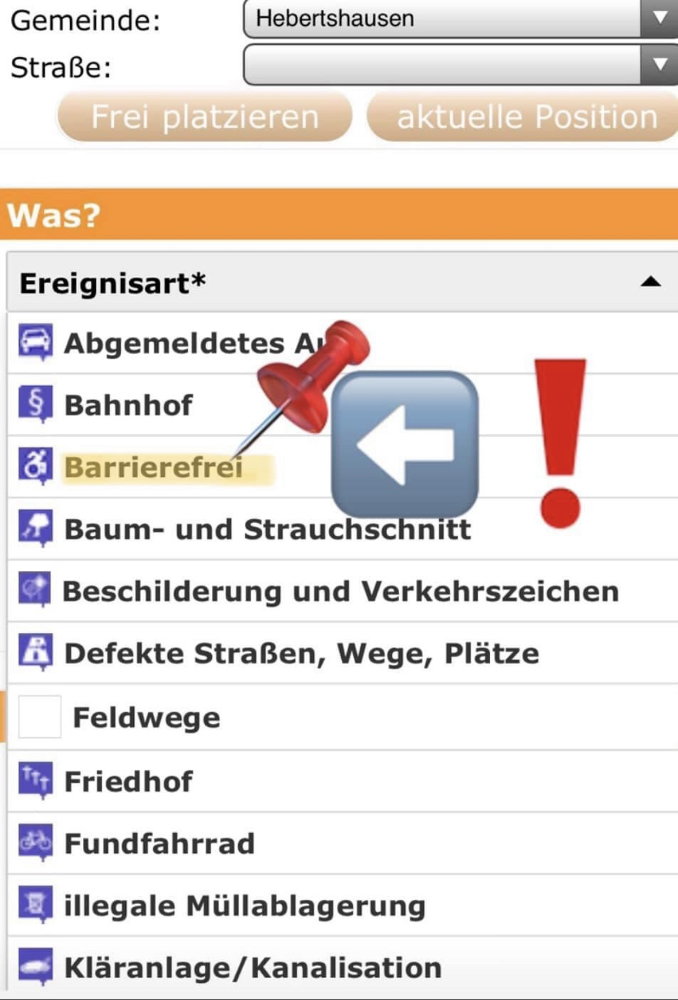 Gemeinde: Hebertshausen
Straße:
Frei platzieren aktuelle Position
Was?
Ereignisart*
Abgemeldetes
§ Bahnhof
Barrierefrei
Baum- und Strauchschnitt
Beschilderung und Verkehrszeichen
Defekte Straßen, Wege, Plätze
Feldwege
Friedhof
Fundfahrrad
illegale Müllablagerung
Kläranlage/Kanalisation